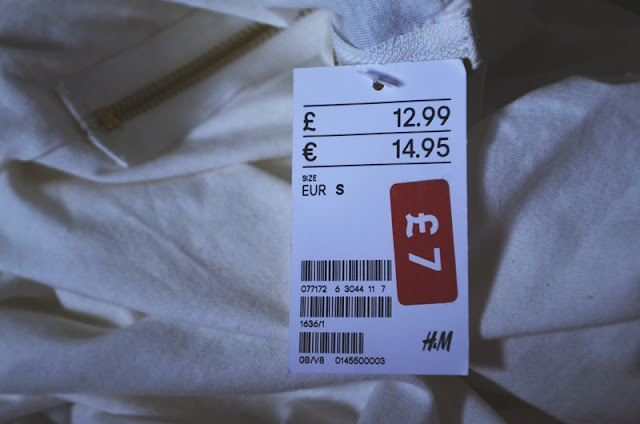 £ 12.99
€ 14.95
SIZE
EUR S
£7
077172 6 3044 11 7
1636/1
H&M
GB/V8 0145500003